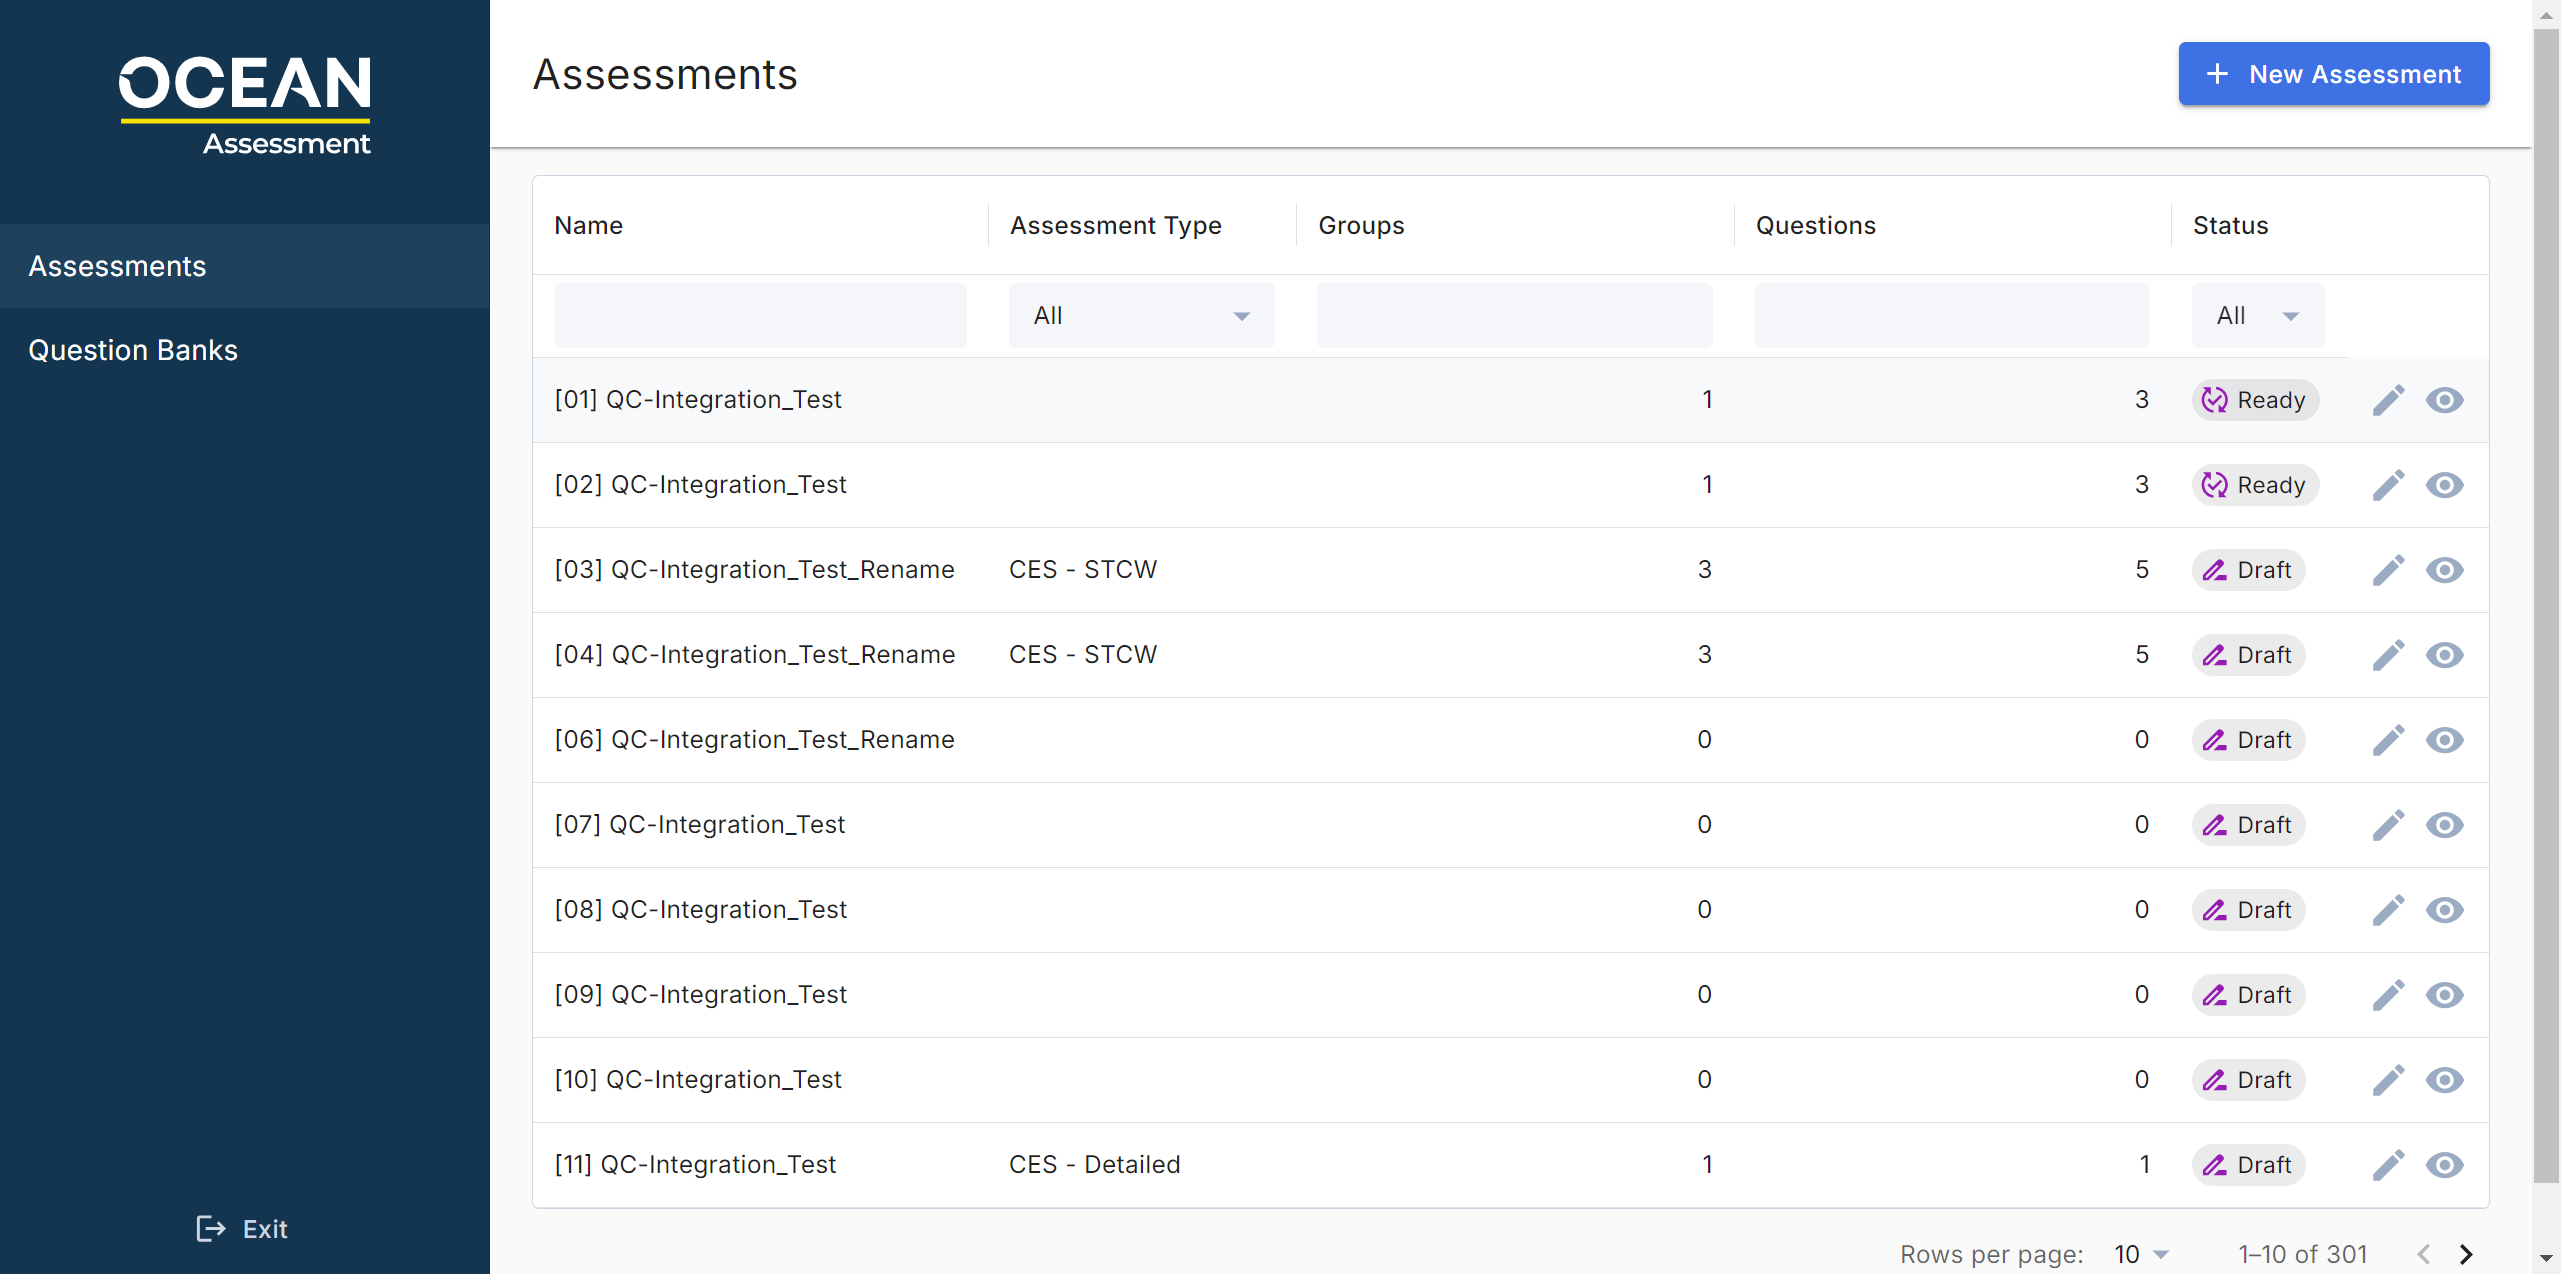 OCEAN
Assessment
Assessments
Question Banks
Exit
Assessments
+ New Assessment
Name Assessment Type Groups Questions Status
All All
[01] QC-Integration_Test 1 3 Ready
[02] QC-Integration_Test 1 3 Ready
[03] QC-Integration_Test_Rename CES - STCW 3 5 Draft
[04] QC-Integration_Test_Rename CES - STCW 3 5 Draft
[06] QC-Integration_Test_Rename 0 0 Draft
[07] QC-Integration_Test 0 0 Draft
[08] QC-Integration_Test 0 0 Draft
[09] QC-Integration_Test 0 0 Draft
[10] QC-Integration_Test 0 0 Draft
[11] QC-Integration_Test CES - Detailed 1 1 Draft
Rows per page: 10 1–10 of 301